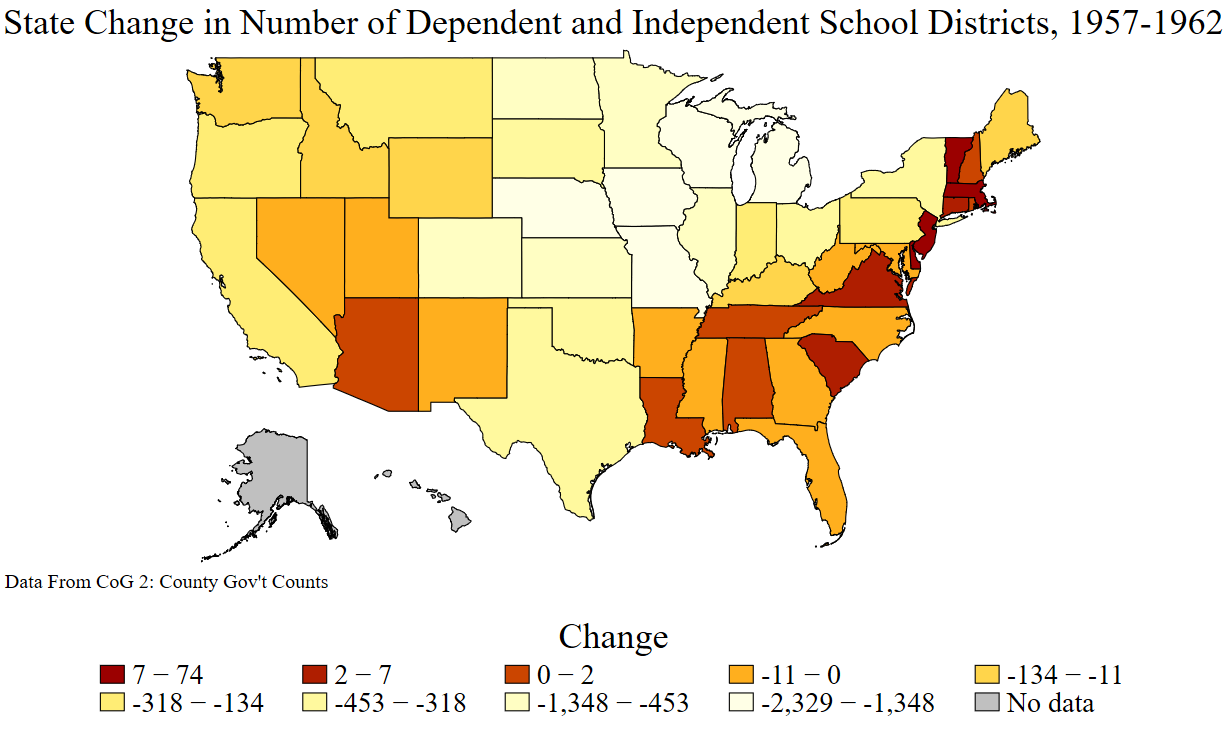 State Change in Number of Dependent and Independent School Districts, 1957-1962
Data From CoG 2: County Gov't Counts
Change
7 − 74 2 − 7 0 − 2 -11 − 0 -134 − -11
-318 − -134 -453 − -318 -1,348 − -453 -2,329 − -1,348 No data